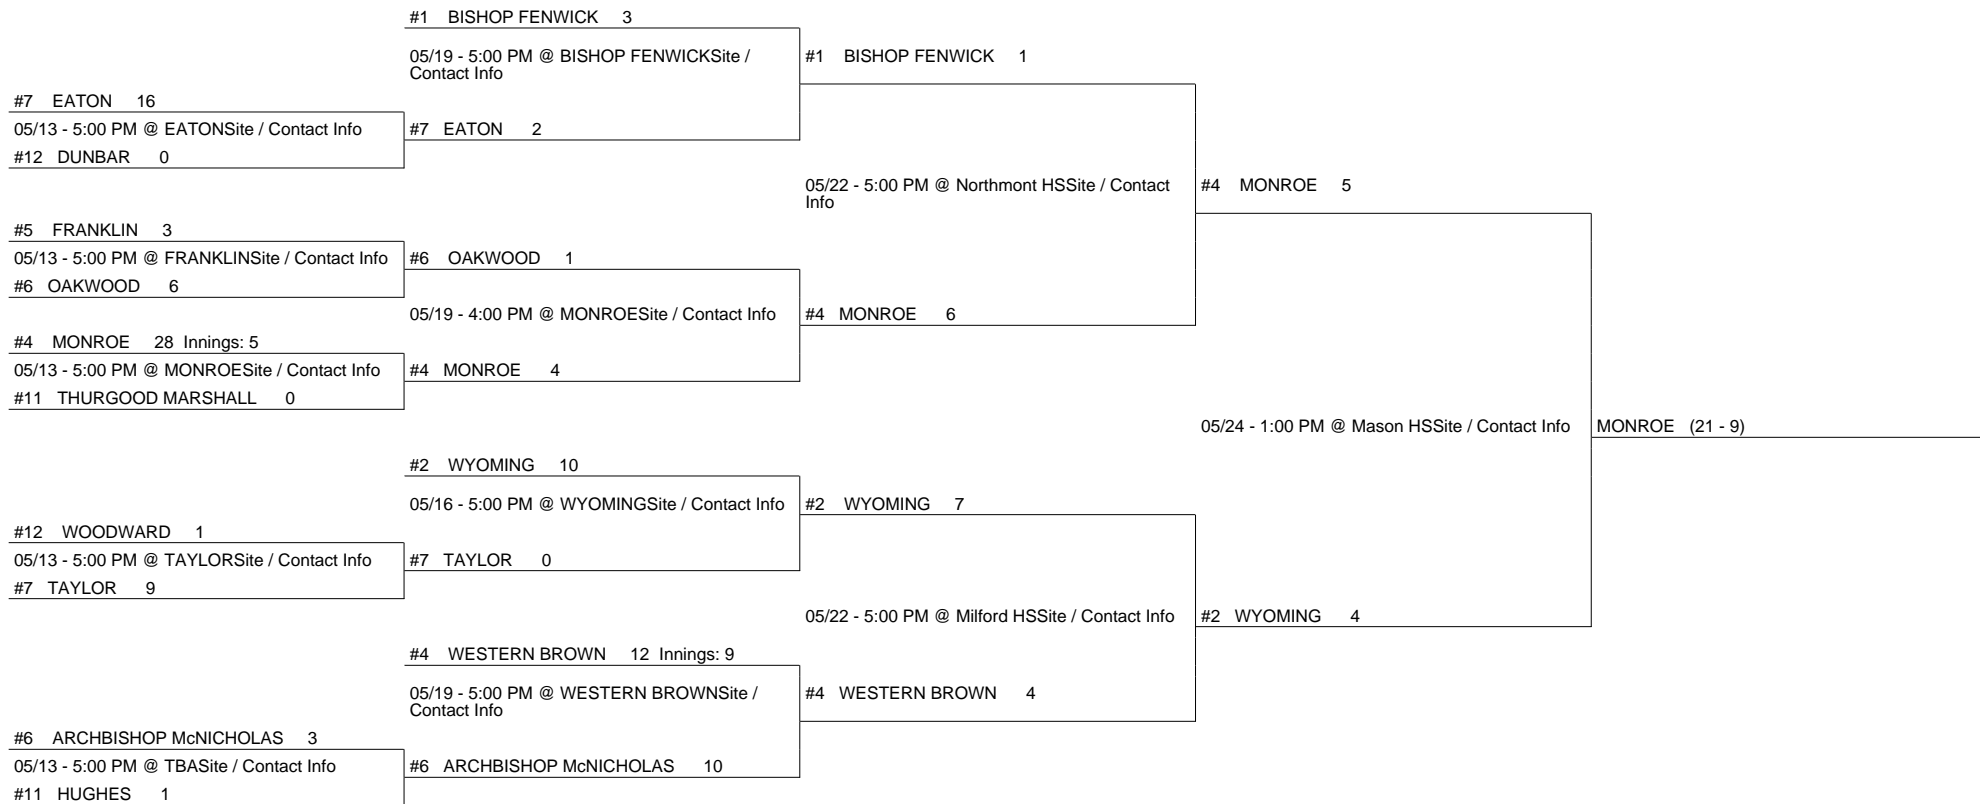 #1 BISHOP FENWICK 3
05/19 - 5:00 PM @ BISHOP FENWICKSite /
Contact Info
#1 BISHOP FENWICK 1
#7 EATON 16
05/13 - 5:00 PM @ EATONSite / Contact Info
#7 EATON 2
#12 DUNBAR 0
05/22 - 5:00 PM @ Northmont HSSite / Contact
Info
#4 MONROE 5
#5 FRANKLIN 3
05/13 - 5:00 PM @ FRANKLINSite / Contact Info
#6 OAKWOOD 1
#6 OAKWOOD 6
05/19 - 4:00 PM @ MONROESite / Contact Info
#4 MONROE 6
#4 MONROE 28 Innings: 5
05/13 - 5:00 PM @ MONROESite / Contact Info
#4 MONROE 4
#11 THURGOOD MARSHALL 0
05/24 - 1:00 PM @ Mason HSSite / Contact Info
MONROE (21 - 9)
#2 WYOMING 10
05/16 - 5:00 PM @ WYOMINGSite / Contact Info
#2 WYOMING 7
#12 WOODWARD 1
05/13 - 5:00 PM @ TAYLORSite / Contact Info
#7 TAYLOR 0
#7 TAYLOR 9
05/22 - 5:00 PM @ Milford HSSite / Contact Info
#2 WYOMING 4
#4 WESTERN BROWN 12 Innings: 9
05/19 - 5:00 PM @ WESTERN BROWNSite /
Contact Info
#4 WESTERN BROWN 4
#6 ARCHBISHOP McNICHOLAS 3
05/13 - 5:00 PM @ TBASite / Contact Info
#6 ARCHBISHOP McNICHOLAS 10
#11 HUGHES 1